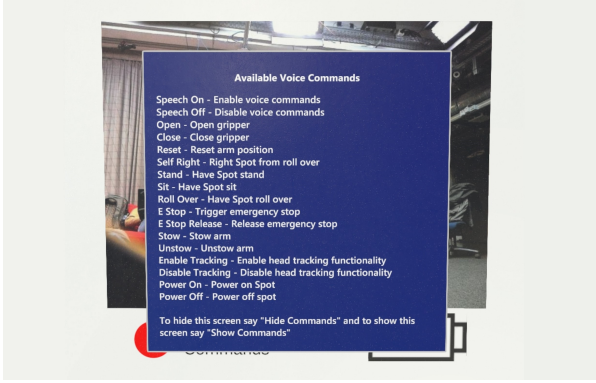 Available Voice Commands
Speech On - Enable voice commands
Speech Off - Disable voice commands
Open - Open gripper
Close - Close gripper
Reset - Reset arm position
Self Right - Right Spot from roll over
Stand - Have Spot stand
Sit - Have Spot sit
Roll Over - Have Spot roll over
E Stop - Trigger emergency stop
E Stop Release - Release emergency stop
Stow - Stow arm
Unstow - Unstow arm
Enable Tracking - Enable head tracking functionality
Disable Tracking - Disable head tracking functionality
Power On - Power on Spot
Power Off - Power off spot
To hide this screen say "Hide Commands" and to show this
screen say "Show Commands"
Commands